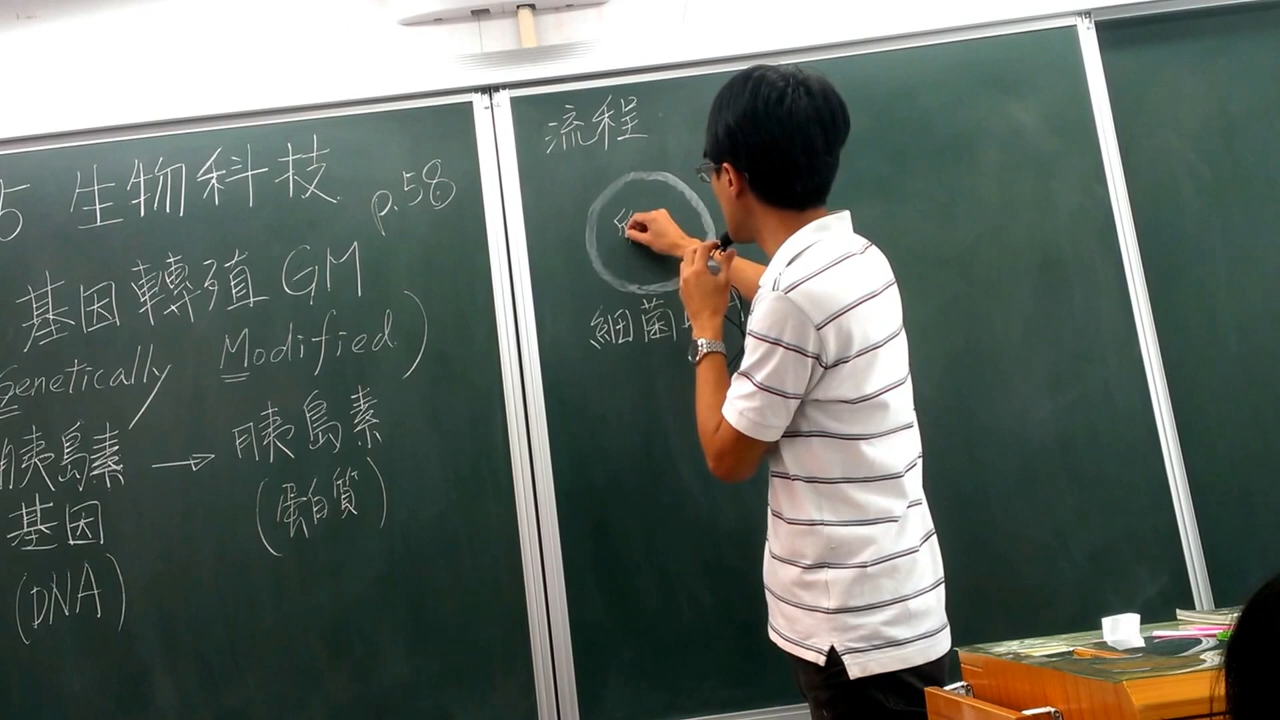 5 生物科技 p.58
基因轉殖 GM
Genetically Modified)
胰島素 → 胰島素
基因 (蛋白質)
(DNA)
流程
細菌